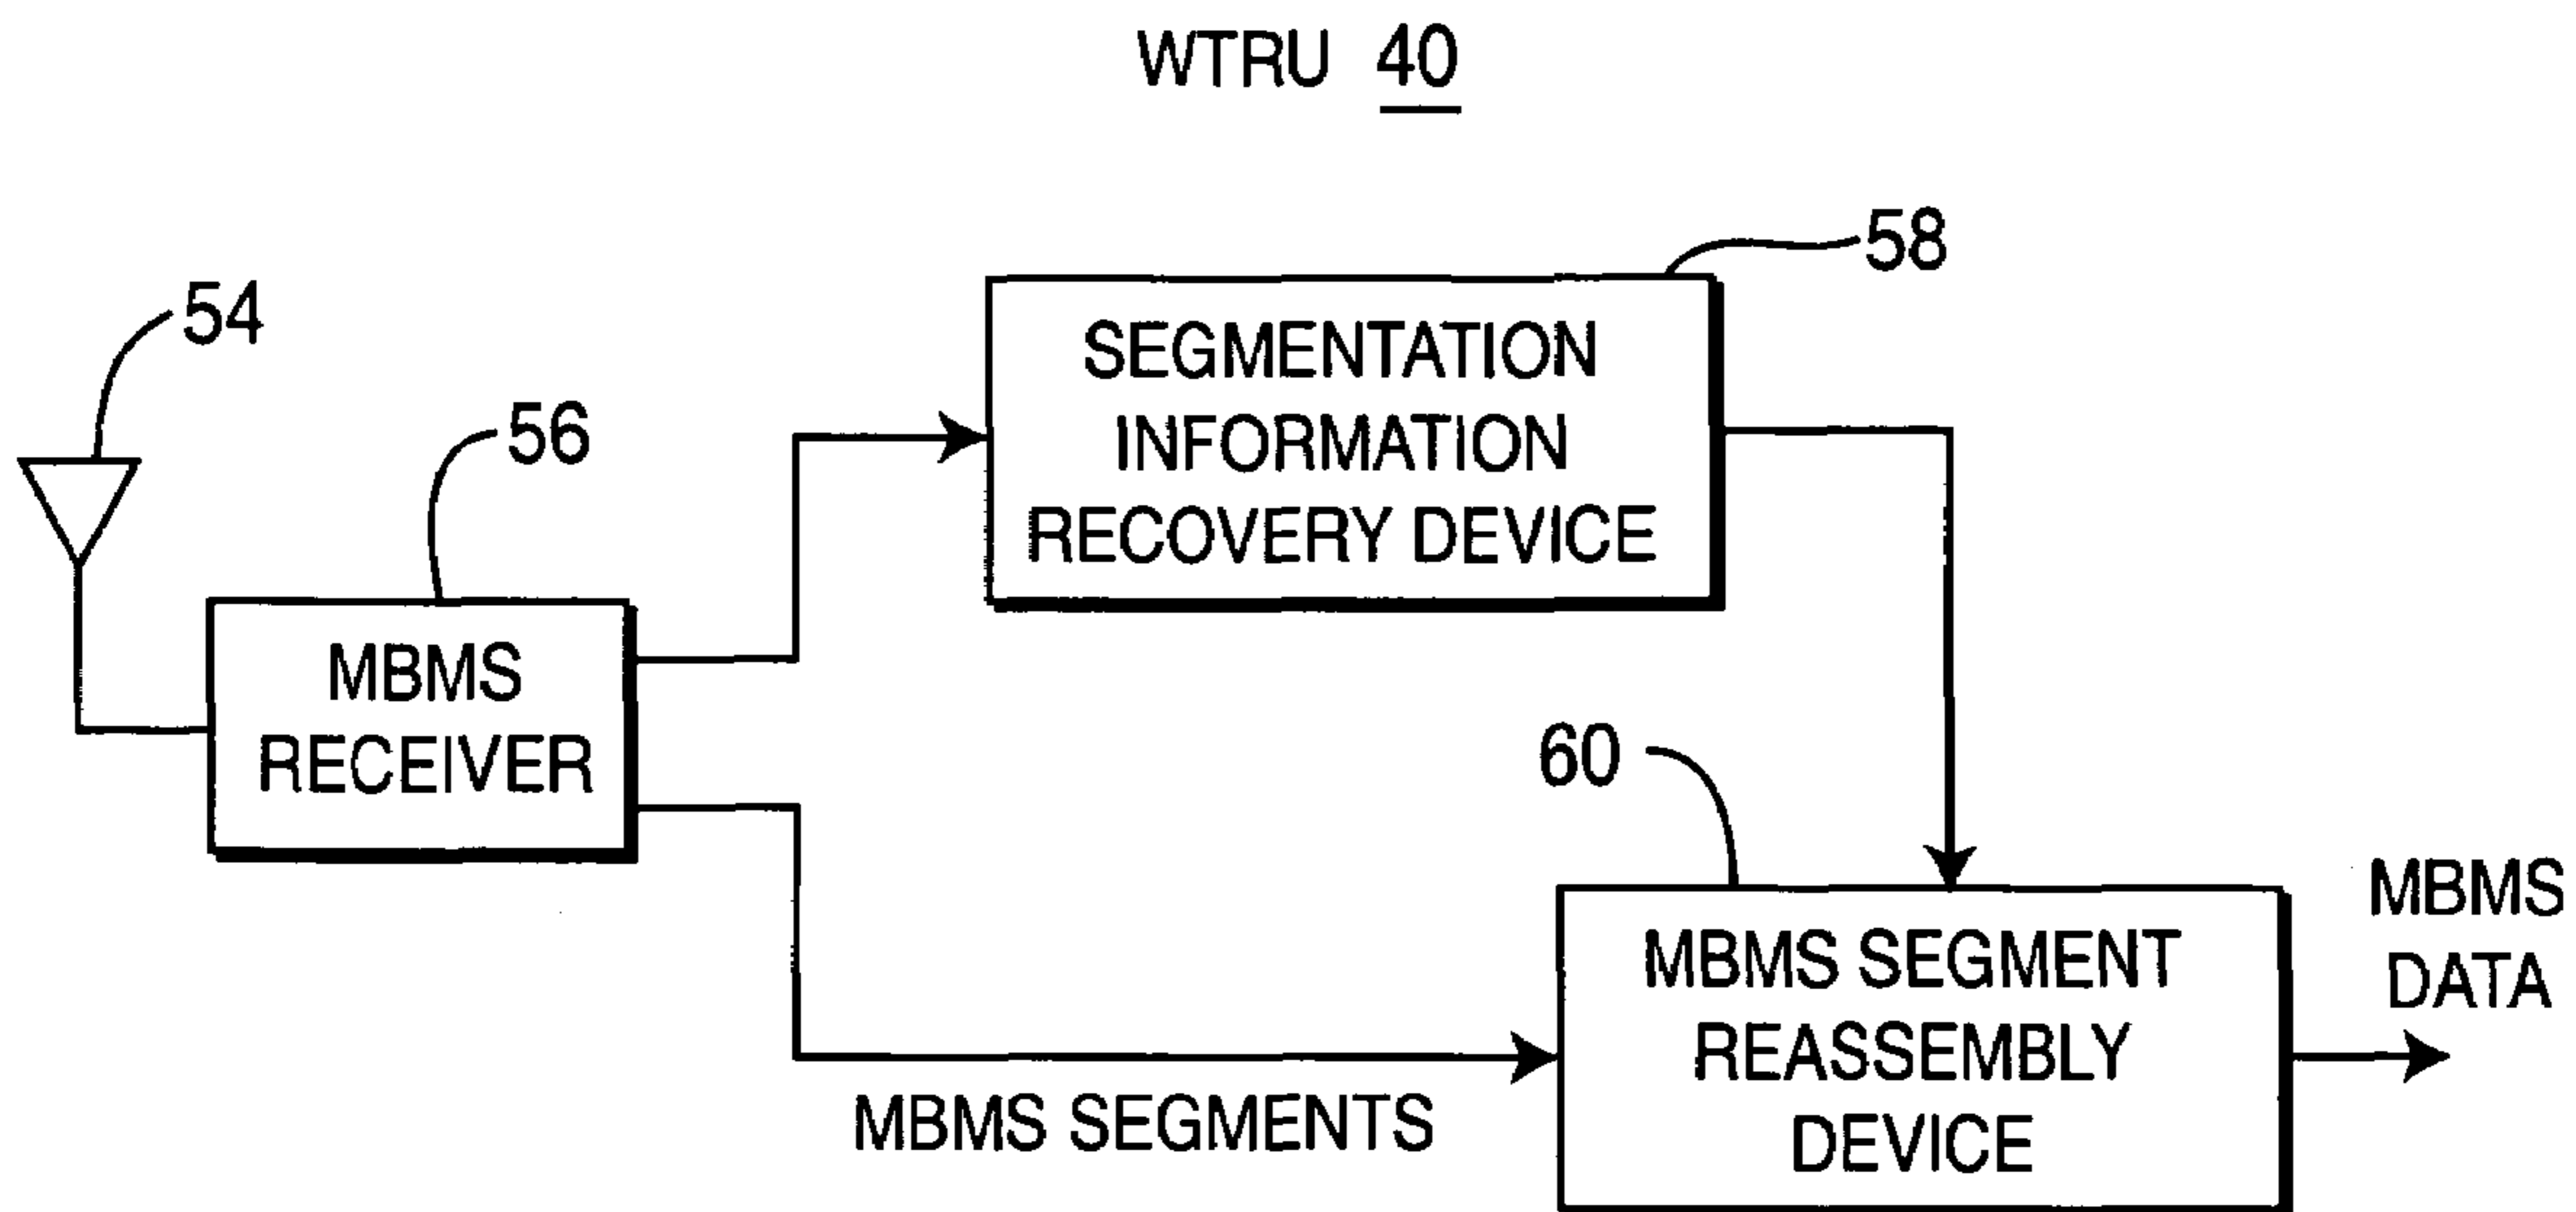 WTRU 40
54
56
58
SEGMENTATION
INFORMATION
RECOVERY DEVICE
MBMS
RECEIVER
60
MBMS SEGMENTS
MBMS SEGMENT
REASSEMBLY
DEVICE
MBMS
DATA